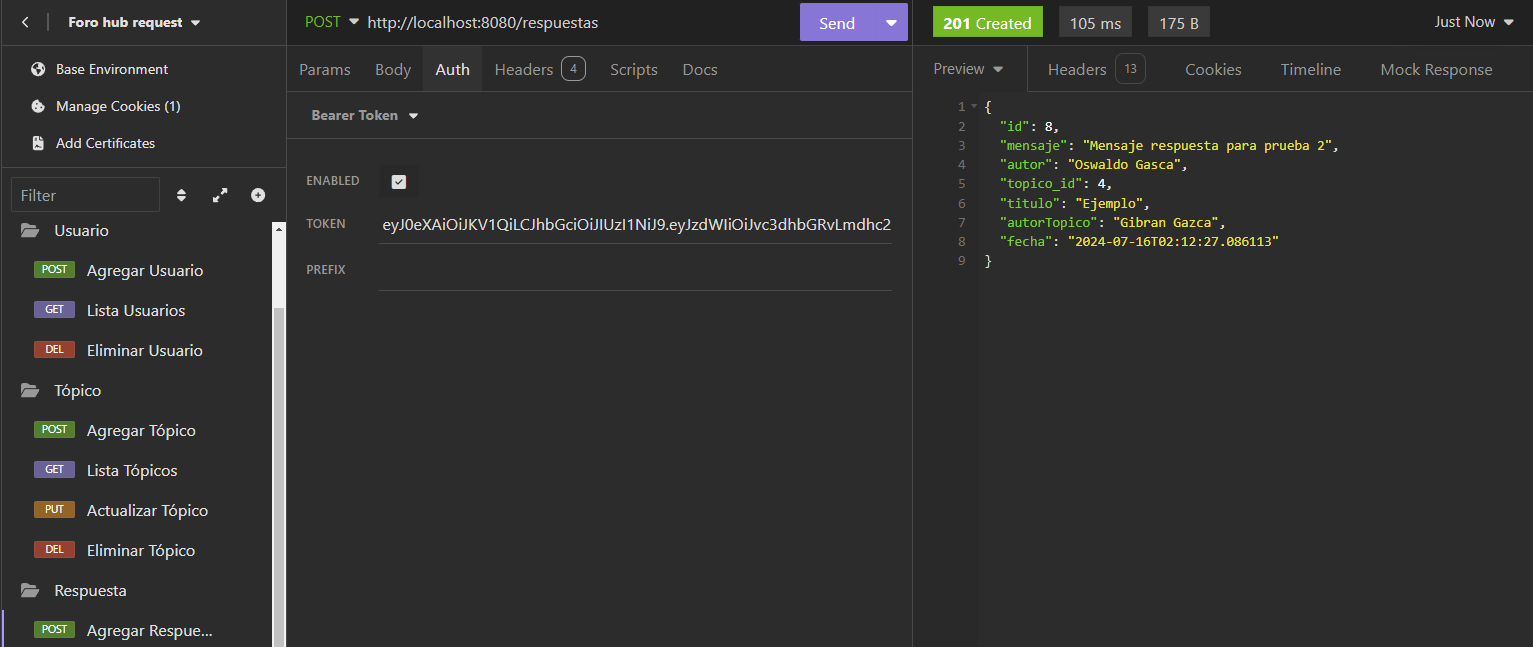 Foro hub request
Base Environment
Manage Cookies (1)
Add Certificates
Filter
Usuario
POST Agregar Usuario
GET Lista Usuarios
DEL Eliminar Usuario
Tópico
POST Agregar Tópico
GET Lista Tópicos
PUT Actualizar Tópico
DEL Eliminar Tópico
Respuesta
POST Agregar Respue...
POST http://localhost:8080/respuestas Send
Params Body Auth Headers 4 Scripts Docs
Bearer Token
ENABLED
TOKEN eyJ0eXAiOiJKV1QiLCJhbGciOiJIUzI1NiJ9.eyJzdWIiOiJvc3dhbGRvLmdhc2
PREFIX
201 Created 105 ms 175 B Just Now
Preview Headers 13 Cookies Timeline Mock Response
1 {
2 "id": 8,
3 "mensaje": "Mensaje respuesta para prueba 2",
4 "autor": "Oswaldo Gasca",
5 "topico_id": 4,
6 "titulo": "Ejemplo",
7 "autorTopico": "Gibran Gazca",
8 "fecha": "2024-07-16T02:12:27.086113"
9 }